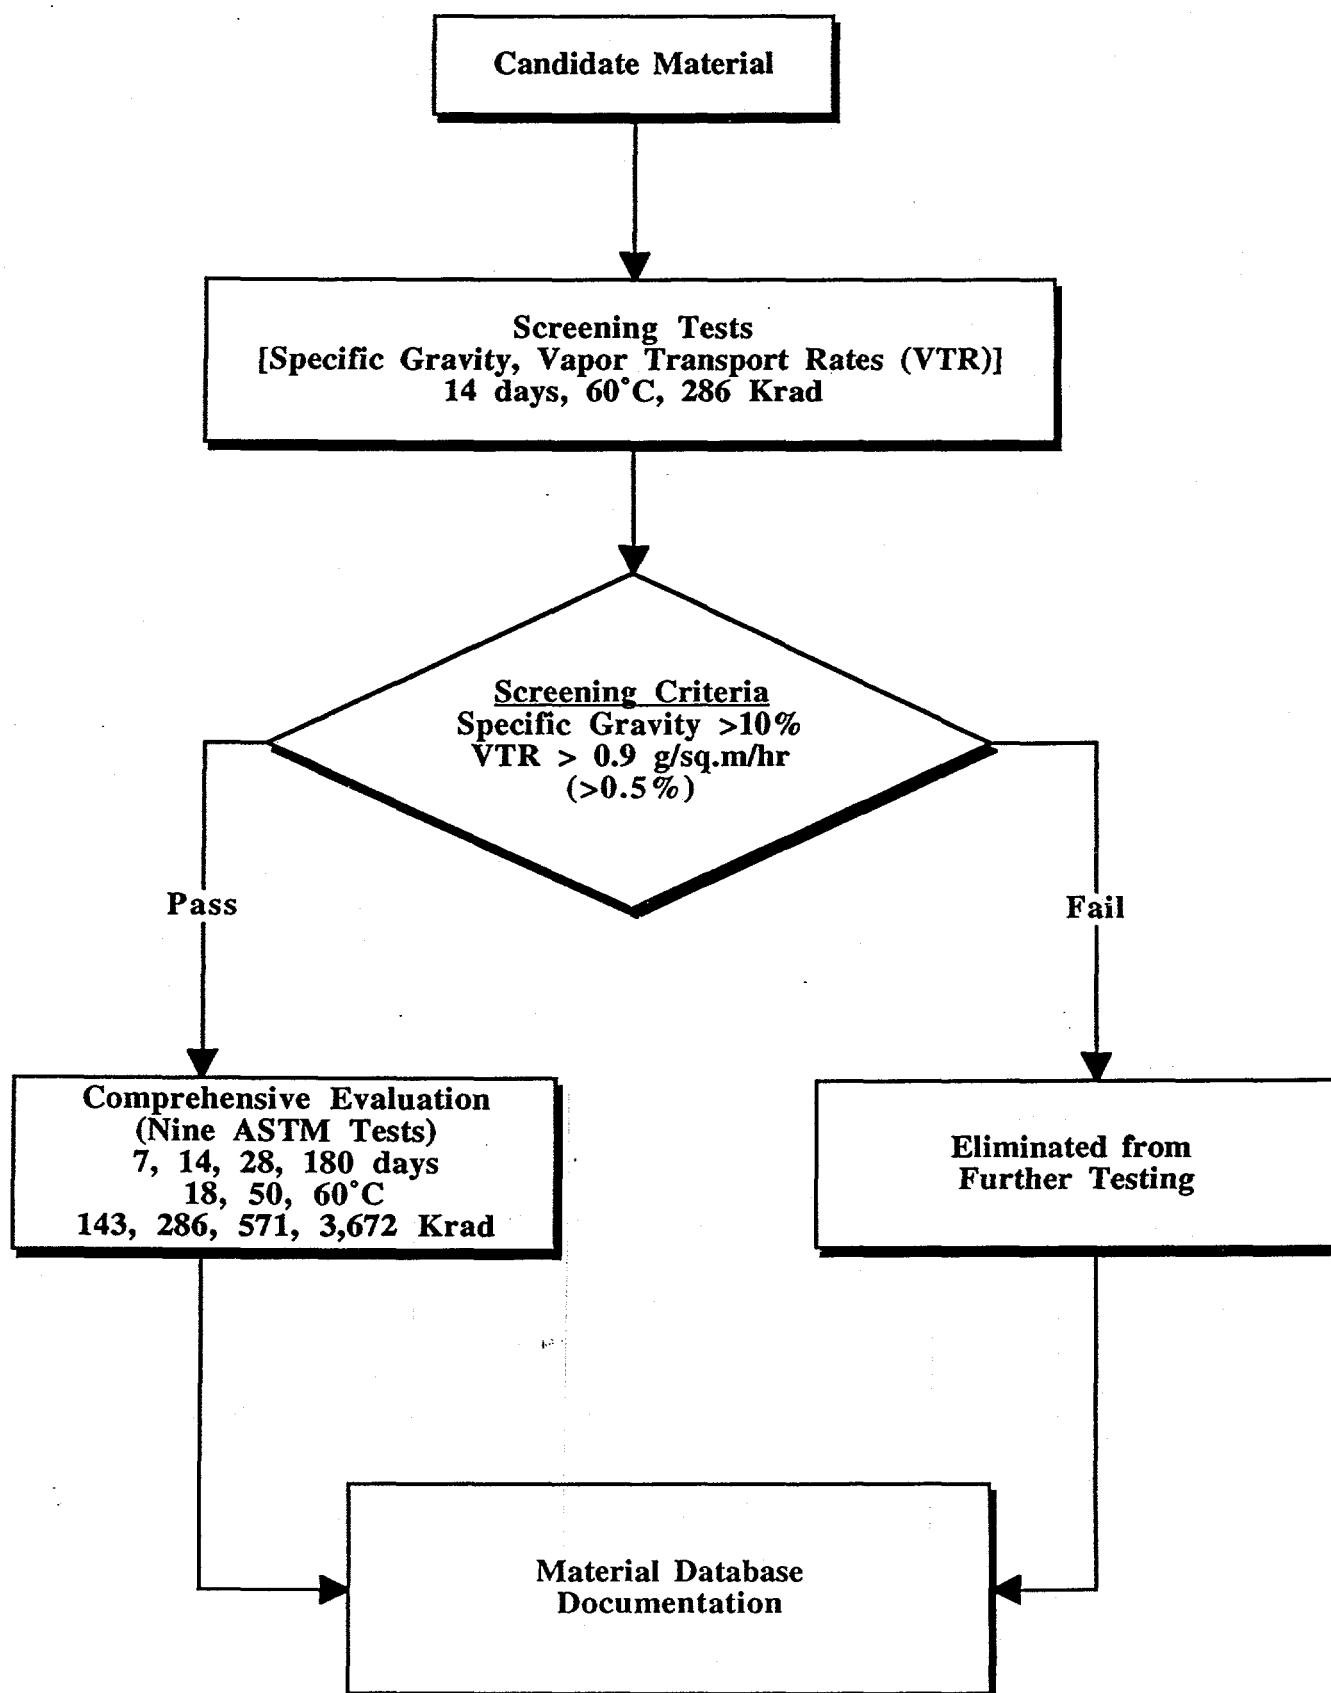 Candidate Material
Screening Tests
[Specific Gravity, Vapor Transport Rates (VTR)]
14 days, 60°C, 286 Krad
Screening Criteria
Specific Gravity >10%
VTR > 0.9 g/sq.m/hr
(>0.5%)
Pass
Fail
Comprehensive Evaluation
(Nine ASTM Tests)
7, 14, 28, 180 days
18, 50, 60°C
143, 286, 571, 3,672 Krad
Eliminated from
Further Testing
Material Database
Documentation